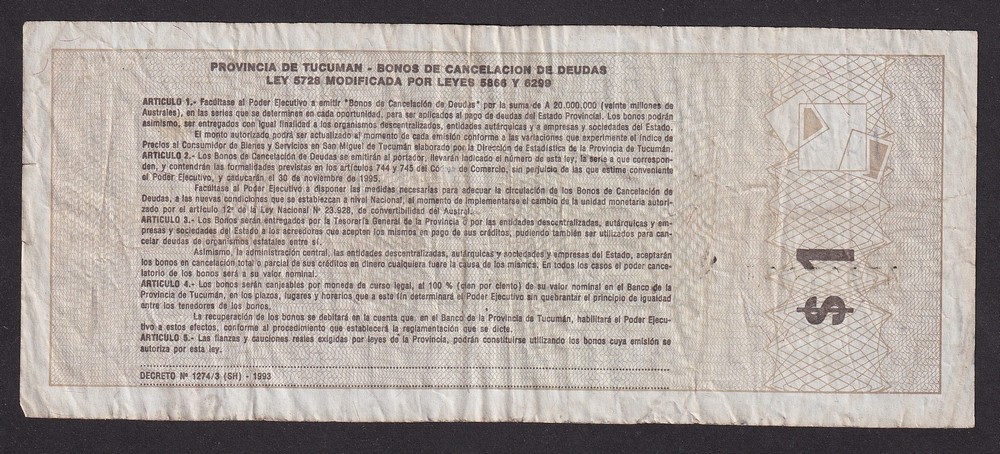 PROVINCIA DE TUCUMAN - BONOS DE CANCELACION DE DEUDAS
LEY 5728 MODIFICADA POR LEYES 5866 Y 6299
ARTICULO 1.- Facúltase al Poder Ejecutivo a emitir "Bonos de Cancelación de Deudas" por la suma de A 20.000.000 (veinte millones de
Australes), en las series que se determinen en cada oportunidad, para ser aplicados al pago de deudas del Estado Provincial. Los bonos podrán
asimismo, ser entregados con igual finalidad a los organismos descentralizados, entidades autárquicas y a empresas y sociedades del Estado.
El monto autorizado podrá ser actualizado al momento de cada emisión conforme a las variaciones que experimente el Indice de
Precios al Consumidor de Bienes y Servicios en San Miguel de Tucumán elaborado por la Dirección de Estadística de la Provincia de Tucumán.
ARTICULO 2.- Los Bonos de Cancelación de Deudas se emitirán al portador, llevarán indicado el número de esta ley, la serie a que correspon-
den, y contendrán las formalidades previstas en los artículos 744 y 745 del de Comercio, sin perjuicio de las que estime conveniente
el Poder Ejecutivo, y caducarán el 30 de noviembre de 1995.
Facúltase al Poder Ejecutivo a disponer las medidas necesarias para adecuar la circulación de los Bonos de Cancelación de
Deudas, a las nuevas condiciones que se establezcan a nivel Nacional, al momento de implementarse el cambio de la unidad monetaria autori-
zado por el artículo 12º de la Ley Nacional Nº 23.928, de convertibilidad del Austral.
ARTICULO 3.- Los Bonos serán entregados por la Tesorería General de la Provincia o por las entidades descentralizadas, autárquicas y em-
presas y sociedades del Estado a los acreedores que acepten los mismos en pago de sus créditos, pudiendo también ser utilizados para can-
celar deudas de organismos estatales entre sí.
Asimismo, la administración central, las entidades descentralizadas, autárquicas y sociedades y empresas del Estado, aceptarán
los bonos en cancelación total o parcial de sus créditos en dinero cualquiera fuere la causa de los mismos. En todos los casos el poder cance-
latorio de los bonos será a su valor nominal.
ARTICULO 4.- Los bonos serán canjeables por moneda de curso legal, al 100 % (cien por ciento) de su valor nominal en el Banco de la
Provincia de Tucumán, en los plazos, lugares y horarios que a este fin determinará el Poder Ejecutivo sin quebrantar el principio de igualdad
entre los tenedores de los bonos.
La recuperación de los bonos se debitará en la cuenta que, en el Banco de la Provincia de Tucumán, habilitará el Poder Ejecu-
tivo a estos efectos, conforme al procedimiento que establecerá la reglamentación que se dicte.
ARTICULO 5.- Las fianzas y cauciones reales exigidas por leyes de la Provincia, podrán constituirse utilizando los bonos cuya emisión se
autoriza por esta ley.
DECRETO Nº 1274/3 (SH) - 1993
$1